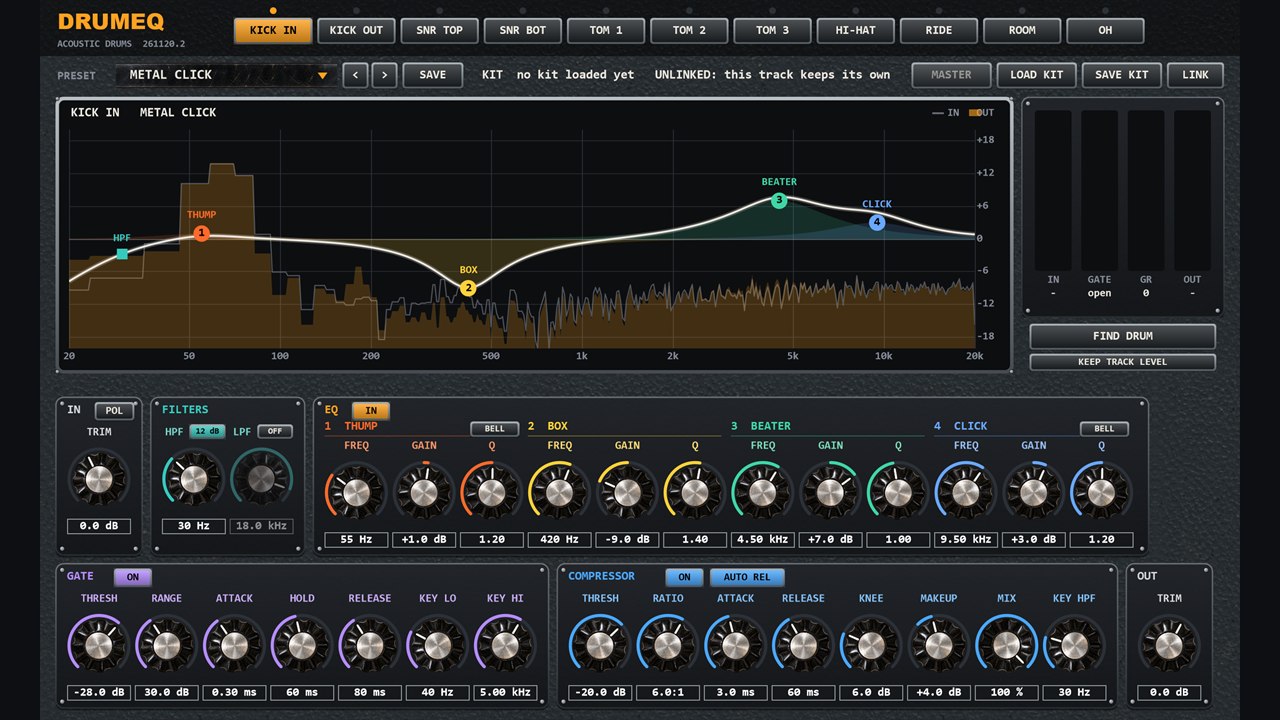 DRUMEQ
ACOUSTIC DRUMS 261120.2
KICK IN KICK OUT SNR TOP SNR BOT TOM 1 TOM 2 TOM 3 HI-HAT RIDE ROOM OH
PRESET METAL CLICK < > SAVE KIT no kit loaded yet UNLINKED: this track keeps its own MASTER LOAD KIT SAVE KIT LINK
KICK IN METAL CLICK IN OUT
+18
+12
+6
0
-6
-12
-18
HPF
THUMP
1
BOX
2
BEATER
3
CLICK
4
20 50 100 200 500 1k 2k 5k 10k 20k
IN GATE GR OUT
- open 0 -
FIND DRUM
KEEP TRACK LEVEL
IN POL
TRIM
0.0 dB
FILTERS
HPF 12 dB LPF OFF
30 Hz 18.0 kHz
EQ IN
1 THUMP BELL 2 BOX 3 BEATER 4 CLICK BELL
FREQ GAIN Q FREQ GAIN Q FREQ GAIN Q FREQ GAIN Q
55 Hz +1.0 dB 1.20 420 Hz -9.0 dB 1.40 4.50 kHz +7.0 dB 1.00 9.50 kHz +3.0 dB 1.20
GATE ON
THRESH RANGE ATTACK HOLD RELEASE KEY LO KEY HI
-28.0 dB 30.0 dB 0.30 ms 60 ms 80 ms 40 Hz 5.00 kHz
COMPRESSOR ON AUTO REL
THRESH RATIO ATTACK RELEASE KNEE MAKEUP MIX KEY HPF
-20.0 dB 6.0:1 3.0 ms 60 ms 6.0 dB +4.0 dB 100 % 30 Hz
OUT
TRIM
0.0 dB